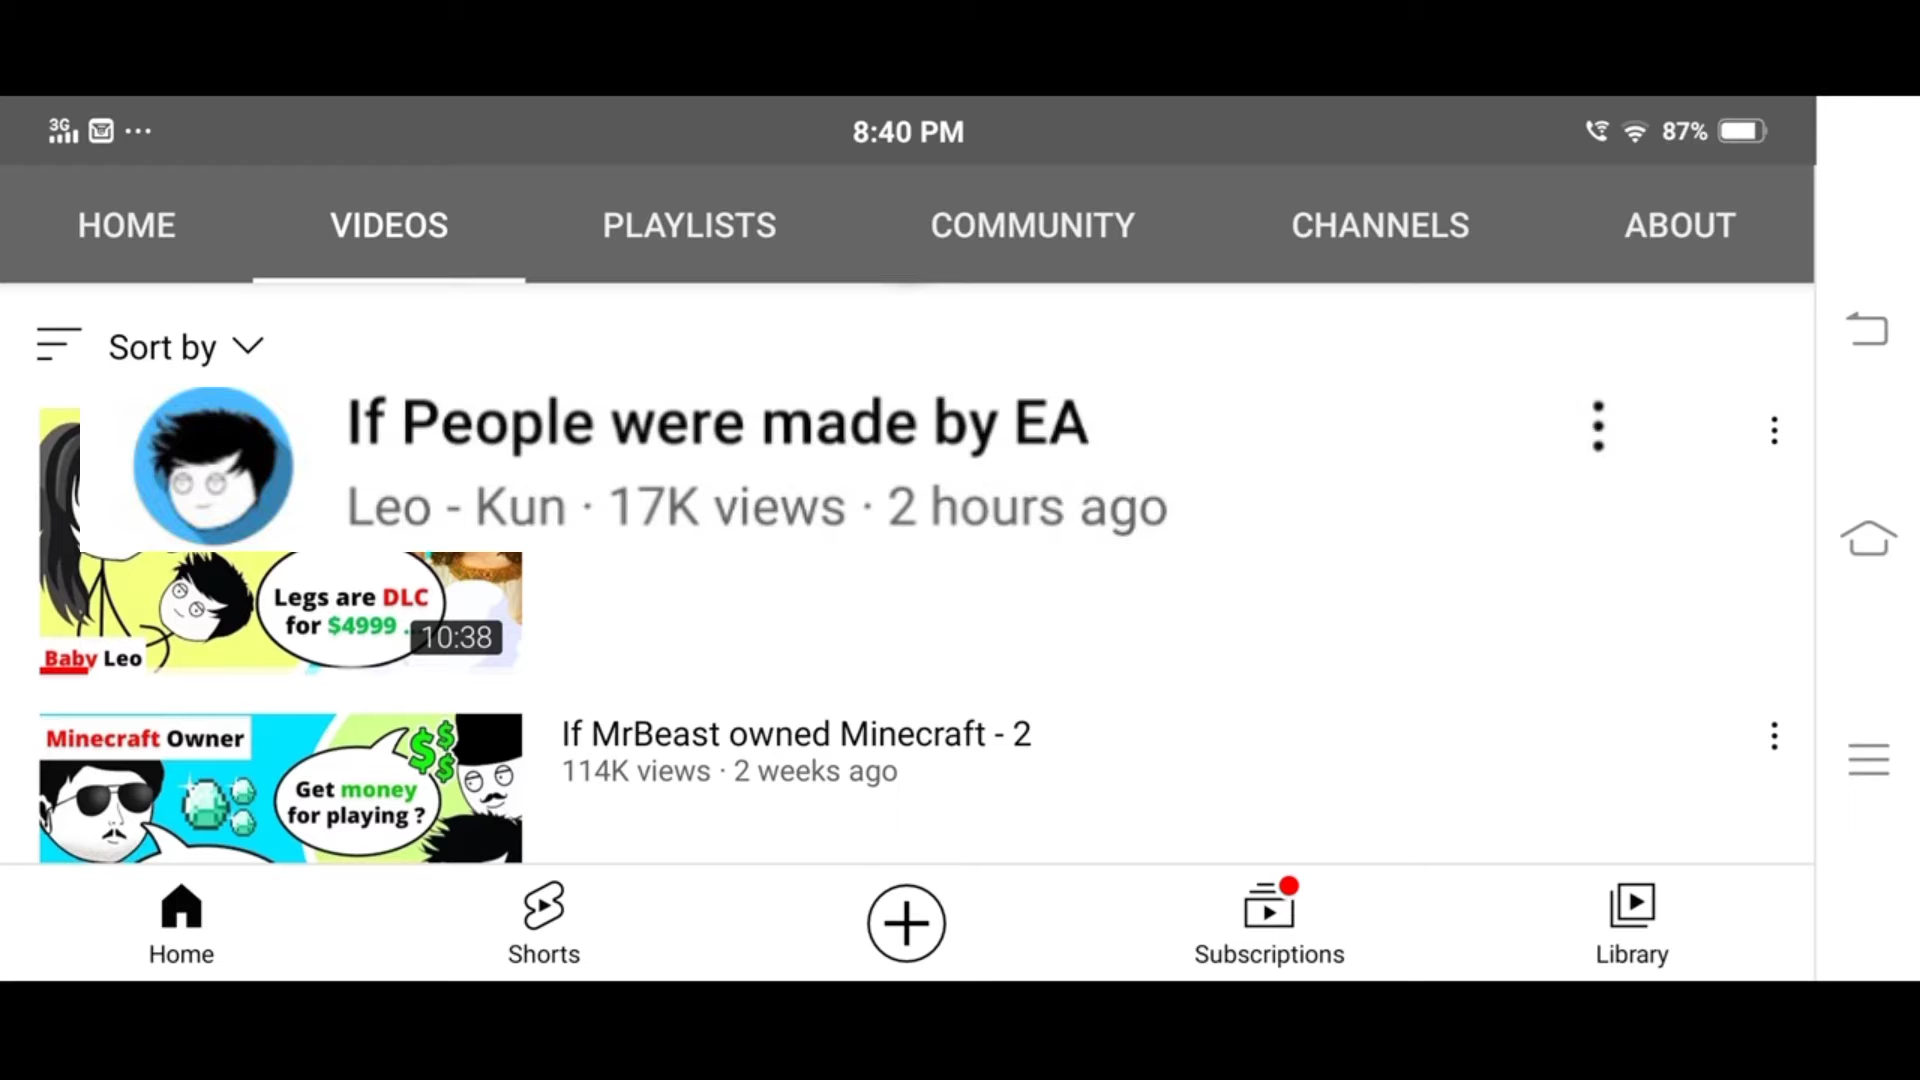 3G
8:40 PM
87%
HOME
VIDEOS
PLAYLISTS
COMMUNITY
CHANNELS
ABOUT
Sort by
If People were made by EA
Leo - Kun · 17K views · 2 hours ago
Legs are DLC
for $4999 .
10:38
Baby Leo
Minecraft Owner
$$$
Get money
for playing ?
If MrBeast owned Minecraft - 2
114K views · 2 weeks ago
Home
Shorts
Subscriptions
Library